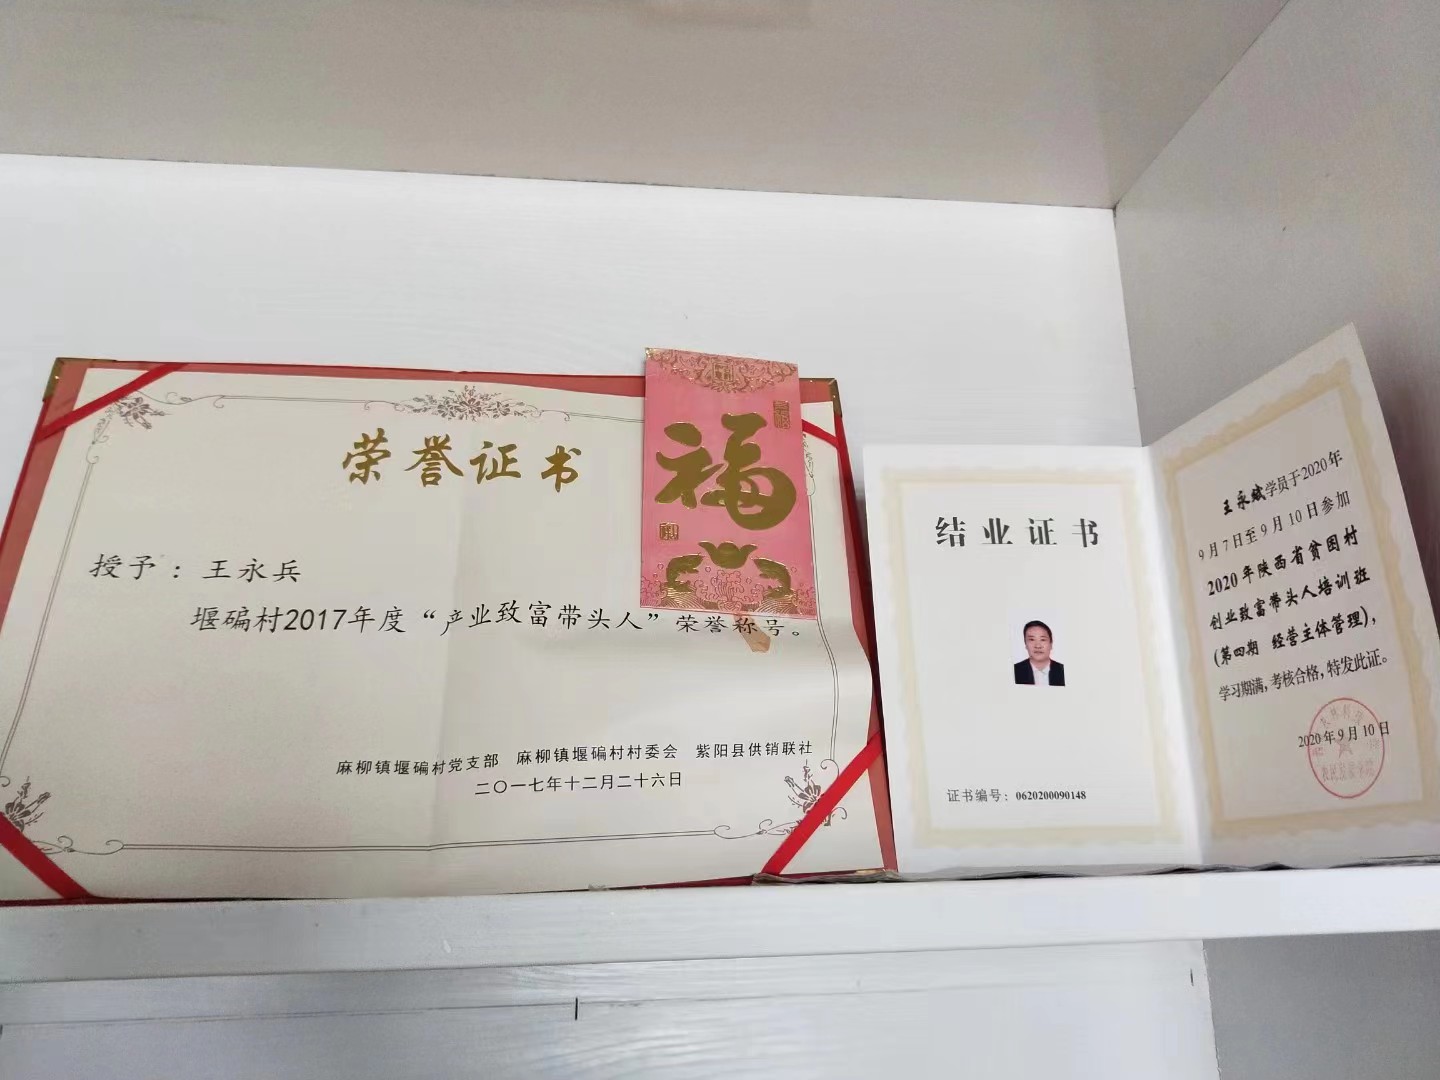 荣誉证书
授予：王永兵
堰碥村2017年度“产业致富带头人”荣誉称号。
麻柳镇堰碥村党支部 麻柳镇堰碥村村委会 紫阳县供销联社
二〇一七年十二月二十六日
福
结业证书
证书编号：0620200090148
王永斌学员于2020年
9月7日至9月10日参加
2020年陕西省贫困村
创业致富带头人培训班
(第四期 经营主体管理)，
学习期满，考核合格，特发此证。
2020年9月10日